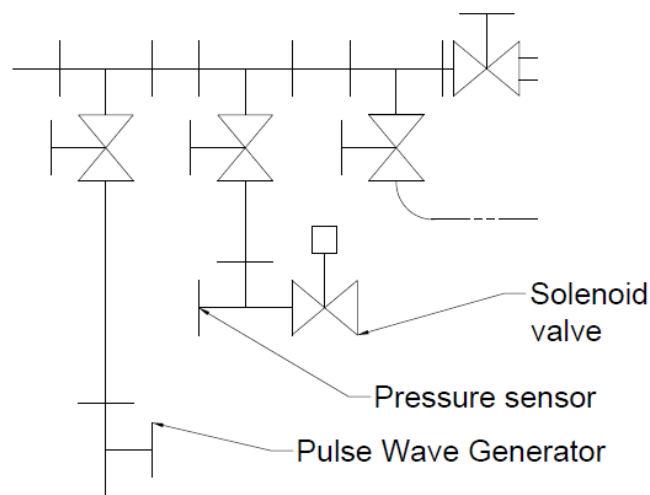 Solenoid
valve
Pressure sensor
Pulse Wave Generator